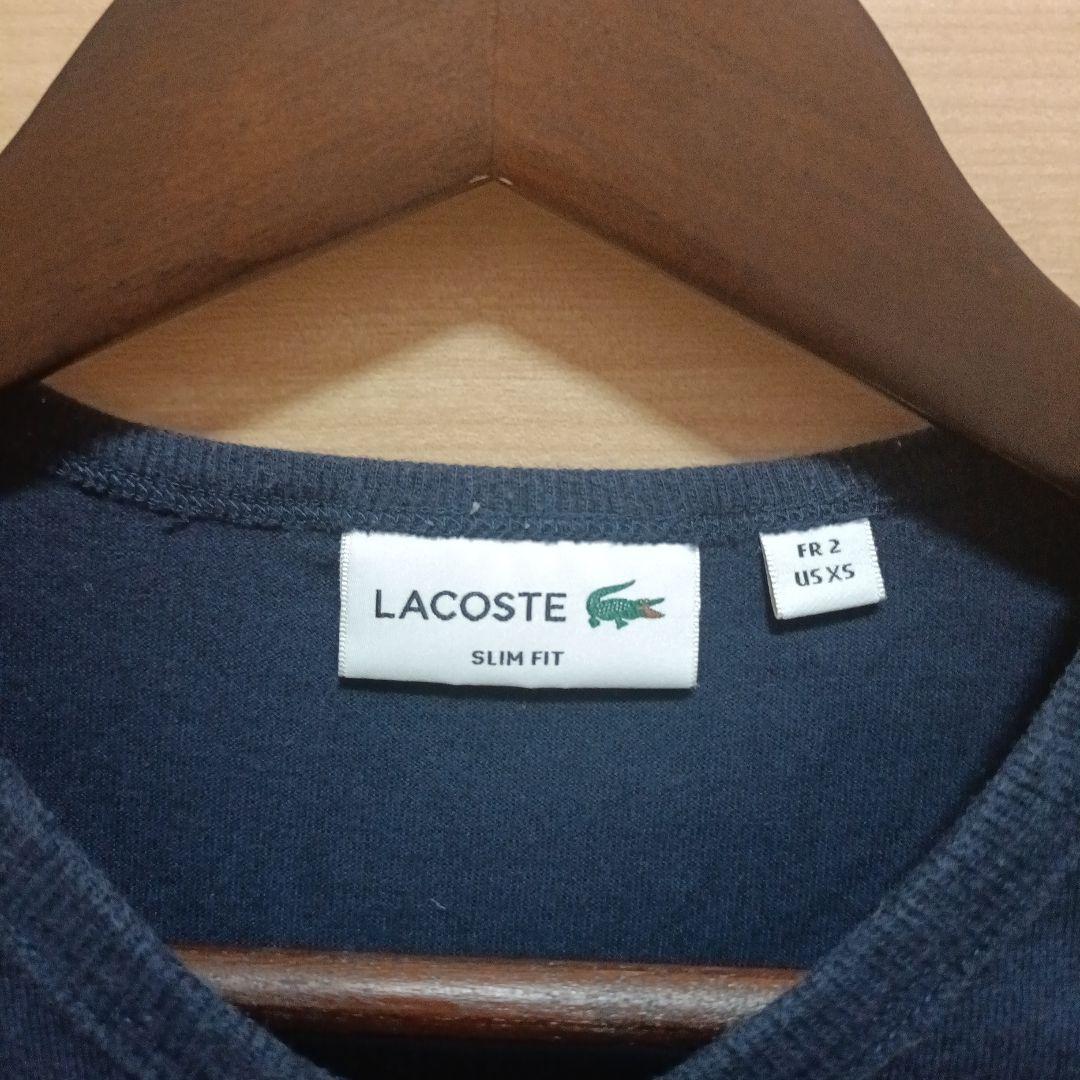 LACOSTE
SLIM FIT
FR 2
US XS